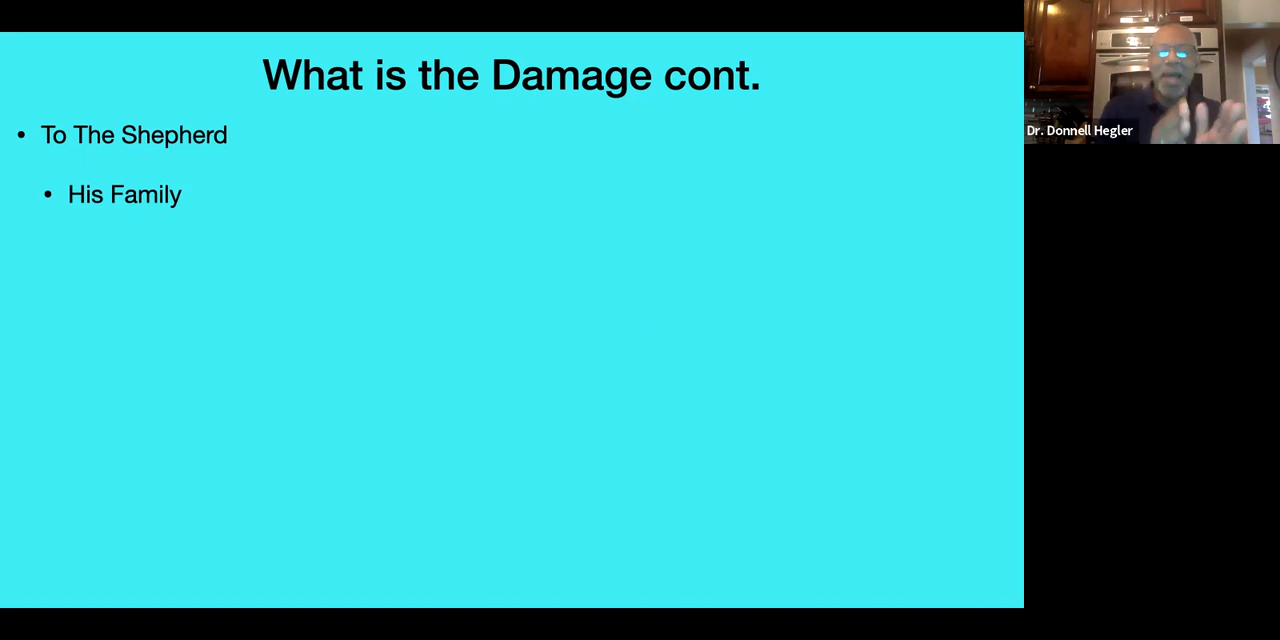 What is the Damage cont.
• To The Shepherd
• His Family
Dr. Donnell Hegler